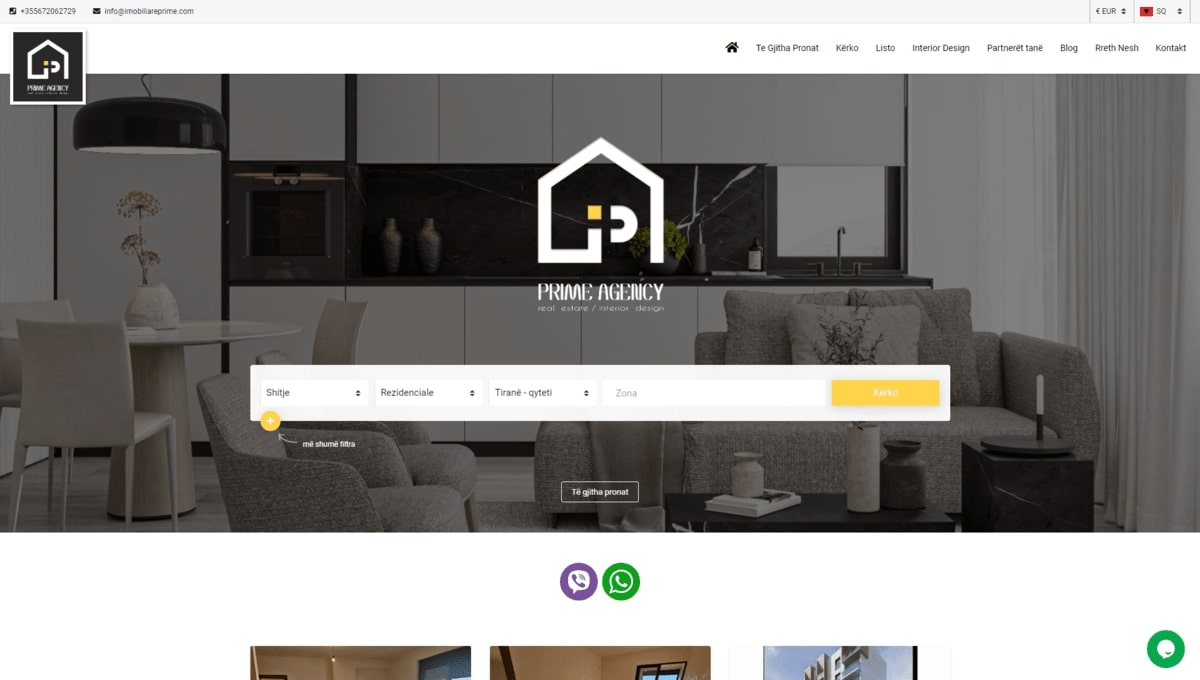 +355672062729
info@imobiliareprime.com
€ EUR
SQ
PRIME AGENCY
Te Gjitha Pronat
Kërko
Listo
Interior Design
Partnerët tanë
Blog
Rreth Nesh
Kontakt
PRIME AGENCY
real estare / interior design
Shitje
Rezidenciale
Tiranë - qyteti
Zona
Kërko
+
më shumë filtra
Të gjitha pronat